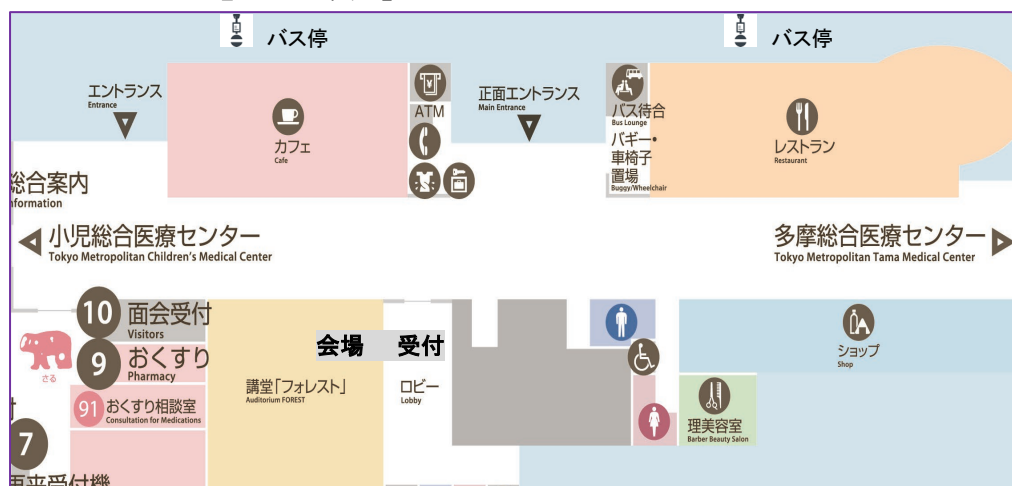 バス停
バス停
エントランス
Entrance
カフェ
Cafe
ATM
正面エントランス
Main Entrance
バス待合
Bus Lounge
バギー・
車椅子
置場
Buggy/Wheelchair
レストラン
Restaurant
総合案内
Information
小児総合医療センター
Tokyo Metropolitan Children's Medical Center
多摩総合医療センター
Tokyo Metropolitan Tama Medical Center
10 面会受付
Visitors
9 おくすり
Pharmacy
91 おくすり相談室
Consultation for Medications
さる
7
会場 受付
講堂「フォレスト」
Auditorium FOREST
ロビー
Lobby
ショップ
Shop
理美容室
Barber Beauty Salon